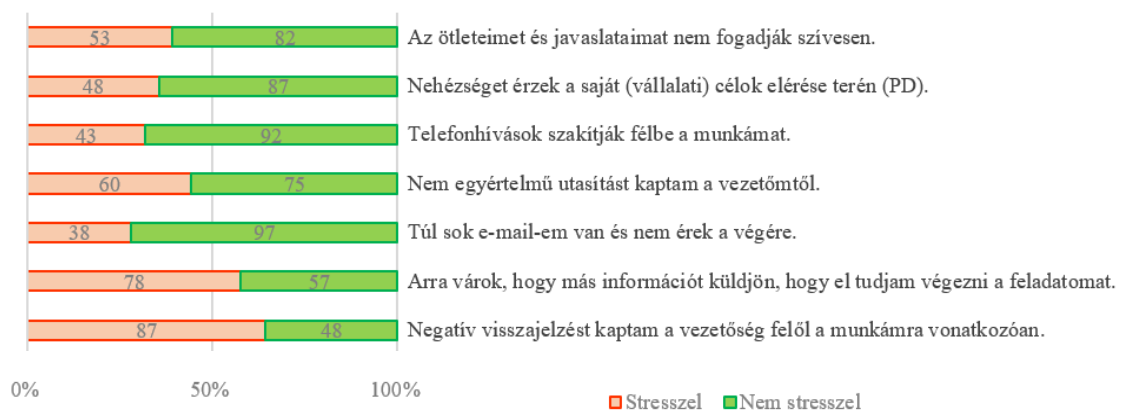 53 82 Az ötleteimet és javaslataimat nem fogadják szívesen.
48 87 Nehézséget érzek a saját (vállalati) célok elérése terén (PD).
43 92 Telefonhívások szakítják félbe a munkámat.
60 75 Nem egyértelmű utasítást kaptam a vezetőmtől.
38 97 Túl sok e-mail-em van és nem érek a végére.
78 57 Arra várok, hogy más információt küldjön, hogy el tudjam végezni a feladatomat.
87 48 Negatív visszajelzést kaptam a vezetőség felől a munkámra vonatkozóan.
0% 50% 100%
Stresszel Nem stresszel